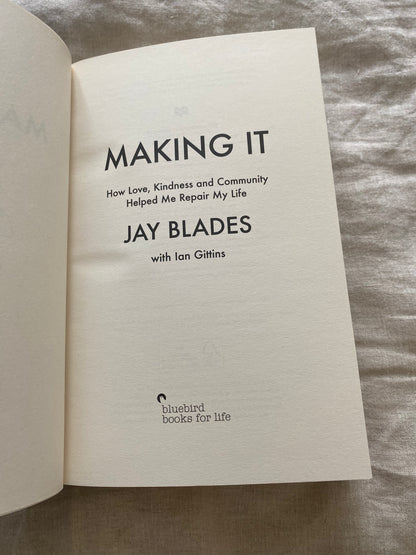 MAKING IT
How Love, Kindness and Community
Helped Me Repair My Life
JAY BLADES
with Ian Gittins
bluebird
books for life